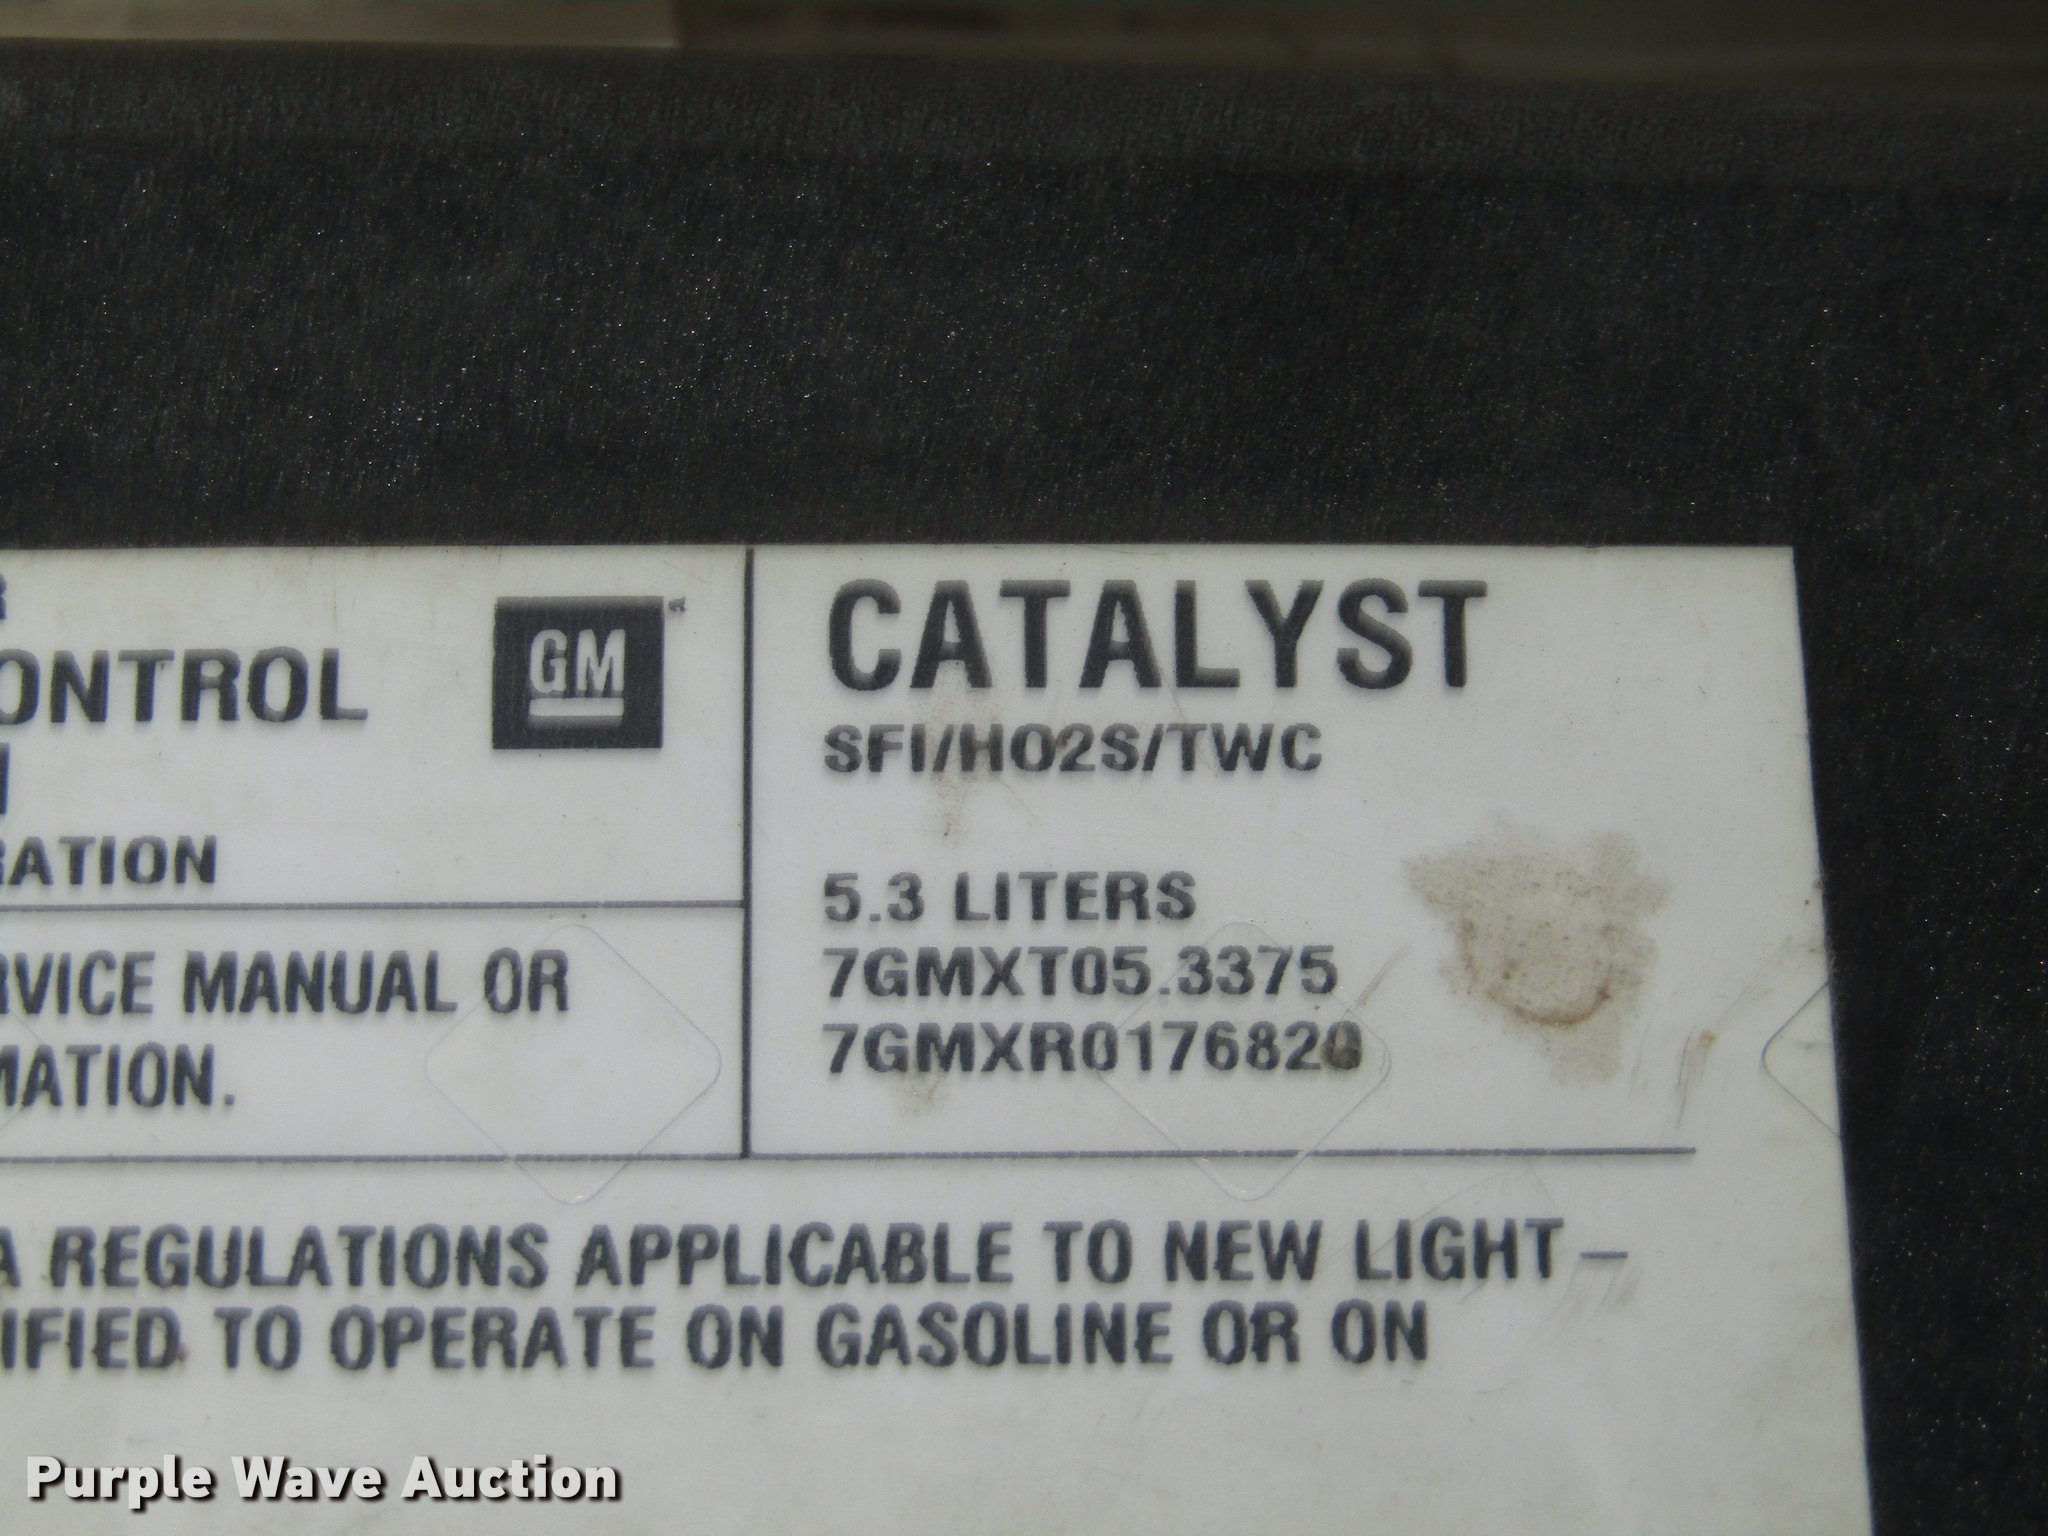 R
ONTROL
GM
RATION
RVICE MANUAL OR
MATION.
CATALYST
SFI/HO2S/TWC
5.3 LITERS
7GMXT05.3375
7GMXR0176820
A REGULATIONS APPLICABLE TO NEW LIGHT–
IFIED TO OPERATE ON GASOLINE OR ON
Purple Wave Auction